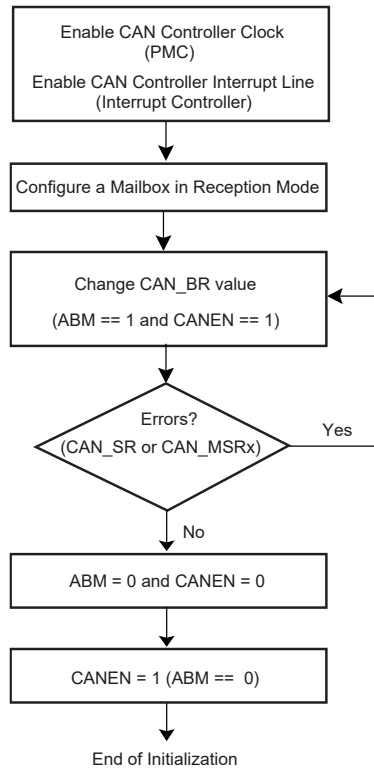 Enable CAN Controller Clock
(PMC)
Enable CAN Controller Interrupt Line
(Interrupt Controller)
Configure a Mailbox in Reception Mode
Change CAN_BR value
(ABM == 1 and CANEN == 1)
Errors?
(CAN_SR or CAN_MSRx)
Yes
No
ABM = 0 and CANEN = 0
CANEN = 1 (ABM == 0)
End of Initialization